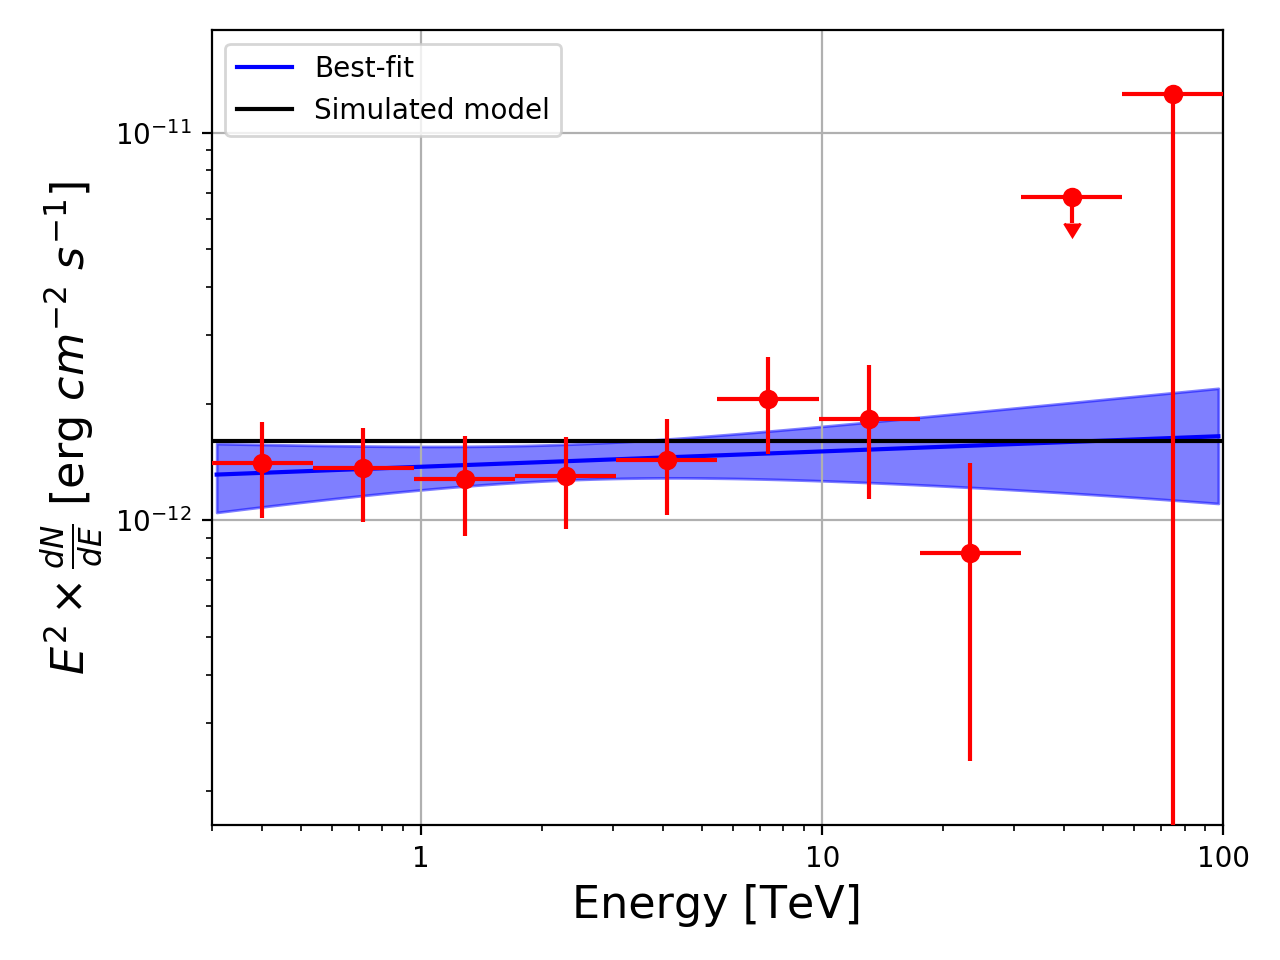 Best-fit
Simulated model
10⁻¹¹
10⁻¹²
E² × dN/dE [erg cm⁻² s⁻¹]
1 10 100
Energy [TeV]